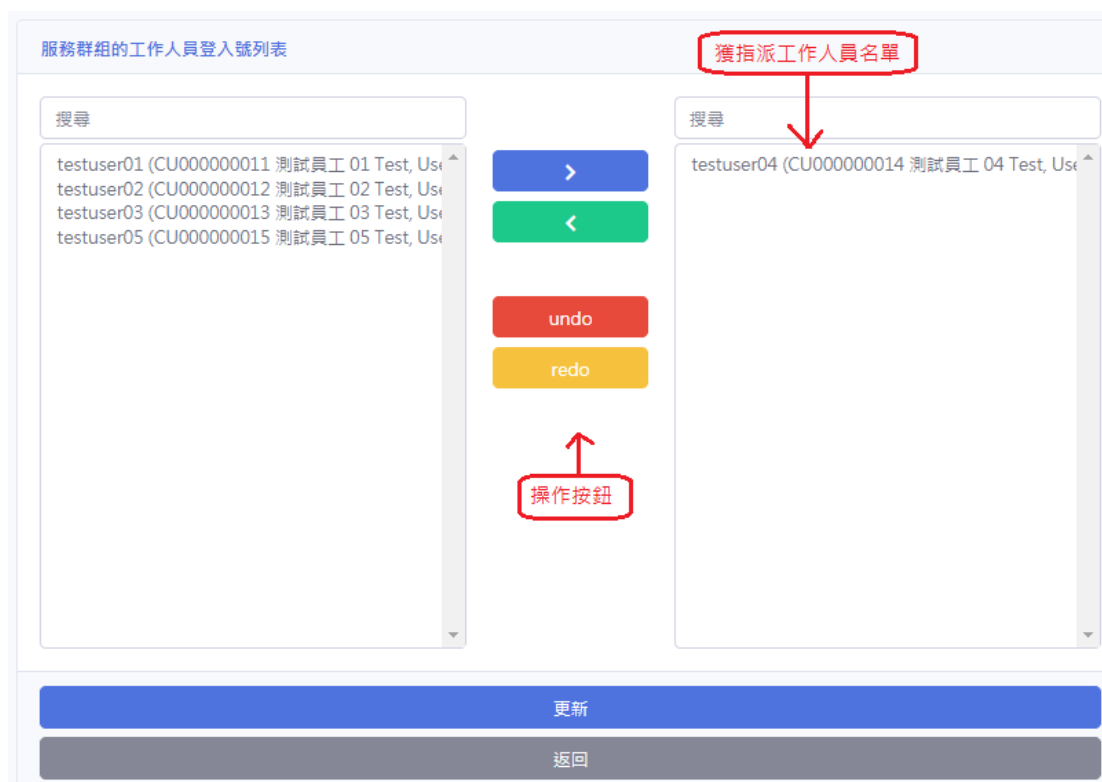 服務群組的工作人員登入號列表
獲指派工作人員名單
搜尋
搜尋
testuser01 (CU000000011 測試員工 01 Test, Use
testuser02 (CU000000012 測試員工 02 Test, Use
testuser03 (CU000000013 測試員工 03 Test, Use
testuser05 (CU000000015 測試員工 05 Test, Use
testuser04 (CU000000014 測試員工 04 Test, Use
undo
redo
操作按鈕
更新
返回